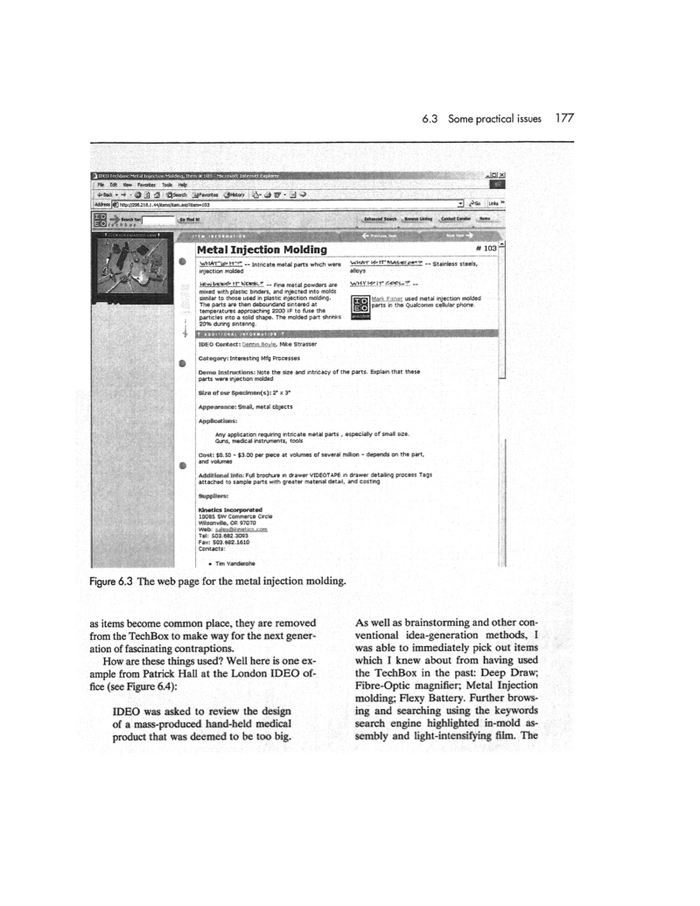 6.3 Some practical issues 177
IDEO TechBox: Metal Injection Molding, Item # 103 - Microsoft Internet Explorer
File Edit View Favorites Tools Help
Back Search Favorites History
Address http://208.218.1.44/items/item.asp?item=103 Go Links
Search for: Go Find It! Enhanced Search Browse Listing Contact Curator Home
techbox
ITEM INFORMATION Previous Item Next Item
Metal Injection Molding # 103
WHAT IS IT? -- Intricate metal parts which were
injection molded
HOW DOES IT WORK? -- Fine metal powders are
mixed with plastic binders, and injected into molds
similar to those used in plastic injection molding.
The parts are then debound and sintered at
temperatures approaching 2000 ºF to fuse the
particles into a solid shape. The molded part shrinks
20% during sintering.
-- Stainless steels,
alloys
WHY IS IT COOL? --
used metal injection molded
parts in the Qualcomm cellular phone.
ADDITIONAL INFORMATION
IDEO Contact: Dennis Boyle, Mike Strasser
Category: Interesting Mfg Processes
Demo Instructions: Note the size and intricacy of the parts. Explain that these
parts were injection molded
Size of our Specimen(s): 2" x 3"
Appearance: Small, metal objects
Applications:
Any application requiring intricate metal parts , especially of small size.
Guns, medical instruments, tools
Cost: $0.50 - $3.00 per piece at volumes of several million - depends on the part,
and volumes
Additional Info: Full brochure in drawer VIDEOTAPE in drawer detailing process Tags
attached to sample parts with greater material detail, and costing
Suppliers:
Kinetics Incorporated
10085 SW Commerce Circle
Wilsonville, OR 97070
Web: sales@kinetics.com
Tel: 503.682.3093
Fax: 503.682.1610
Contacts:
• Tim Vanderohe
Figure 6.3 The web page for the metal injection molding.
as items become common place, they are removed
from the TechBox to make way for the next gener-
ation of fascinating contraptions.
How are these things used? Well here is one ex-
ample from Patrick Hall at the London IDEO of-
fice (see Figure 6.4):
IDEO was asked to review the design
of a mass-produced hand-held medical
product that was deemed to be too big.
As well as brainstorming and other con-
ventional idea-generation methods, I
was able to immediately pick out items
which I knew about from having used
the TechBox in the past: Deep Draw;
Fibre-Optic magnifier; Metal Injection
molding; Flexy Battery. Further brows-
ing and searching using the keywords
search engine highlighted in-mold as-
sembly and light-intensifying film. The